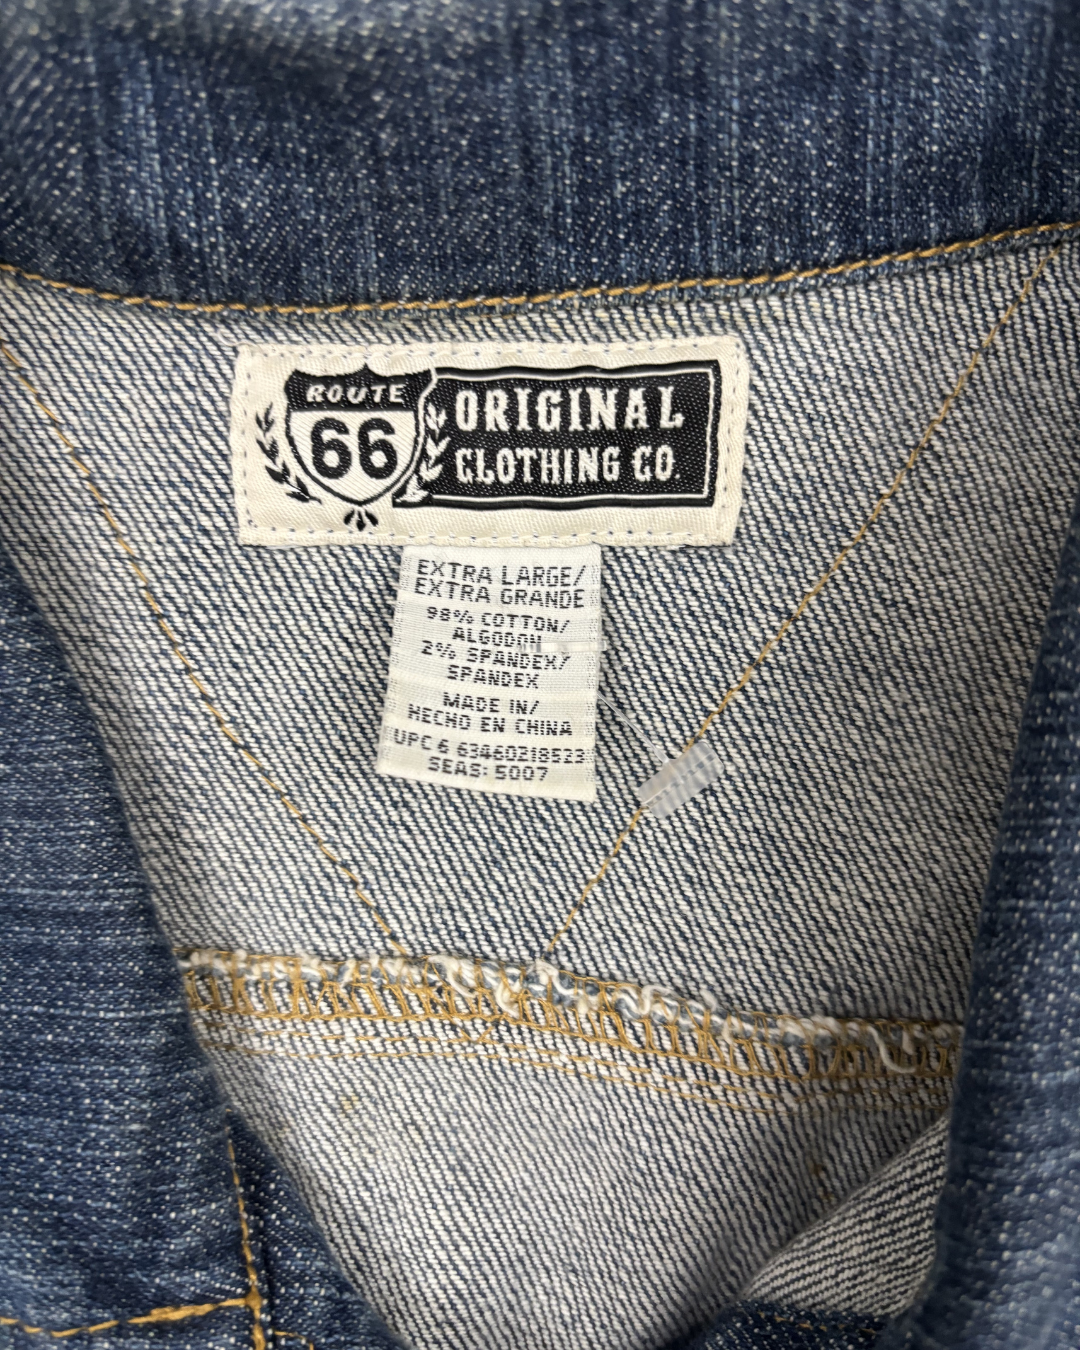 ROUTE
66
ORIGINAL
CLOTHING CO.
EXTRA LARGE/
EXTRA GRANDE
98% COTTON/
ALGODON
2% SPANDEX/
SPANDEX
MADE IN/
HECHO EN CHINA
UPC 6 63460218523
SEAS: 5007